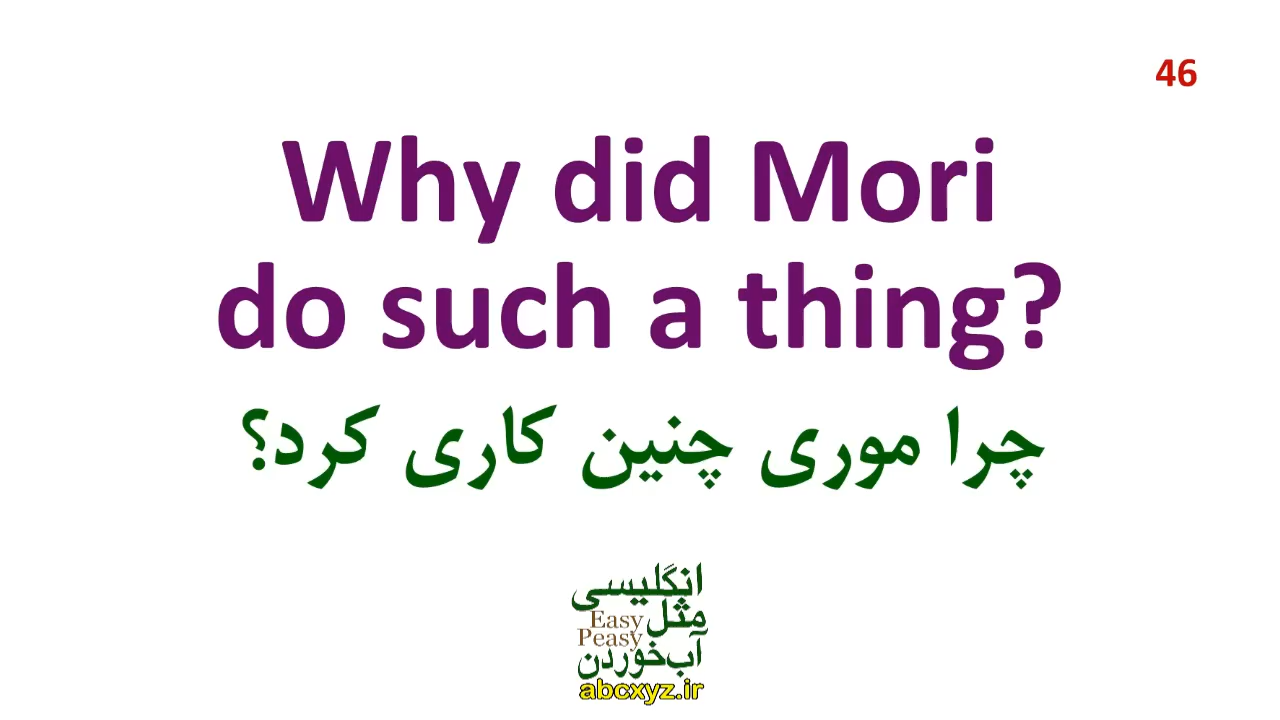 46
Why did Mori
do such a thing?
چرا موری چنین کاری کرد؟
انگلیسی
مثل
Easy
Peasy
آب‌خوردن
abcxyz.ir